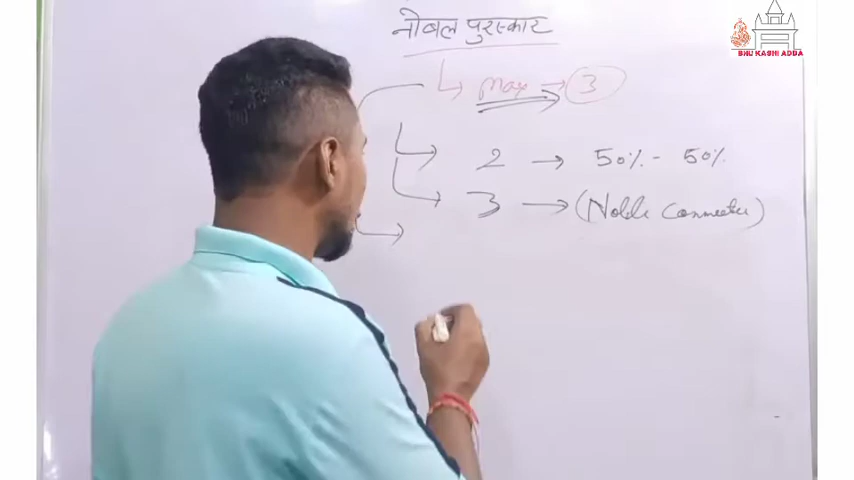 BHU KASHI ADDA
नोबल पुरस्कार
Max → 3
2 → 50% - 50%
3 → (Noble Committee)